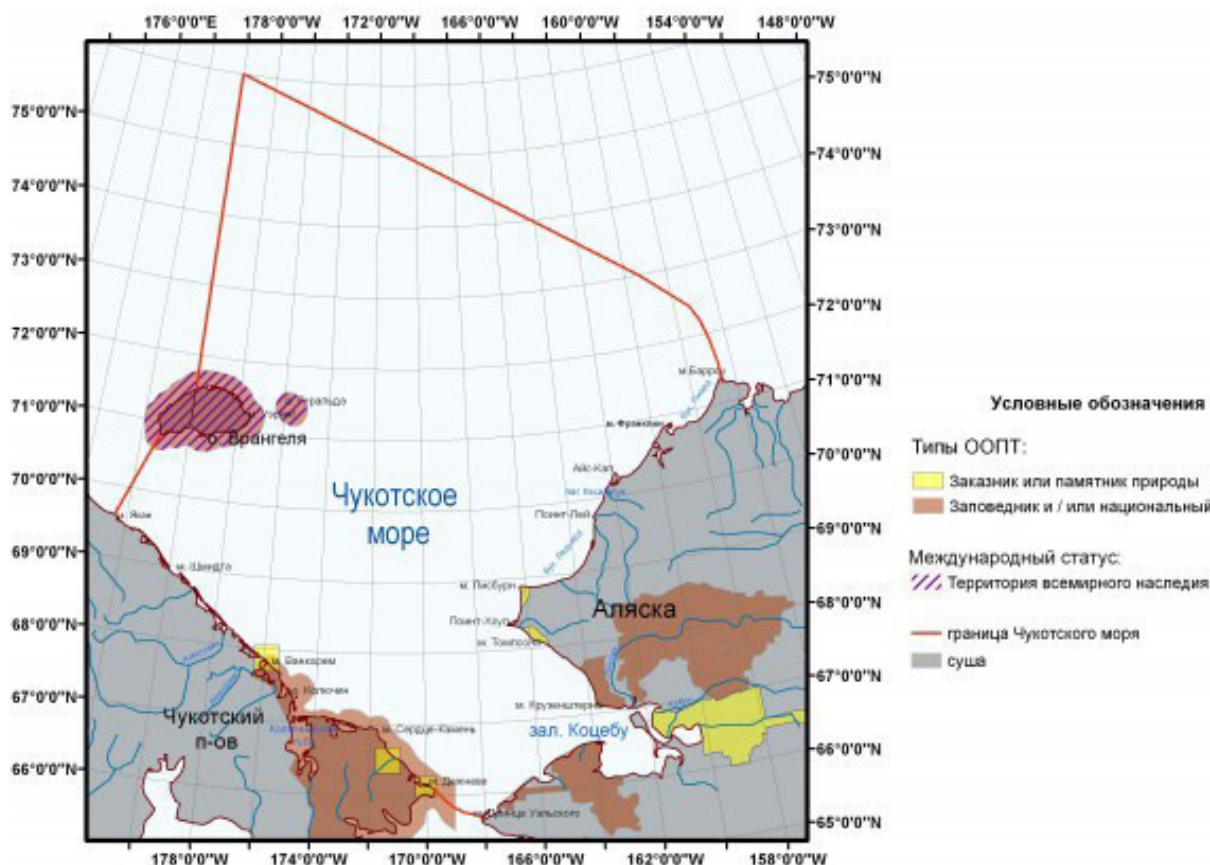 176°0'0"E 178°0'0"W 172°0'0"W 166°0'0"W 160°0'0"W 154°0'0"W 148°0'0"W
75°0'0"N
75°0'0"N
74°0'0"N
74°0'0"N
73°0'0"N
73°0'0"N
72°0'0"N
72°0'0"N
71°0'0"N
71°0'0"N
70°0'0"N
70°0'0"N
69°0'0"N
69°0'0"N
68°0'0"N
68°0'0"N
67°0'0"N
67°0'0"N
66°0'0"N
66°0'0"N
65°0'0"N
м.Барроу
о. Врангеля
м. Франклин
Айс-Кап
Чукотское
море
Поинт-Лей
м. Якан
м. Шмидта
м. Лисбурн
Поинт-Хоуп
м. Томпсон
Аляска
м. Ванкарем
о. Колючин
Чукотский
п-ов
м. Крузенштерна
зал. Коцебу
м. Сердце-Камень
м. Дежнева
Принца Уэльского
178°0'0"W 174°0'0"W 170°0'0"W 166°0'0"W 162°0'0"W 158°0'0"W
Условные обозначения
Типы ООПТ:
Заказник или памятник природы
Заповедник и / или национальный
Международный статус:
Территория всемирного наследия
граница Чукотского моря
суша